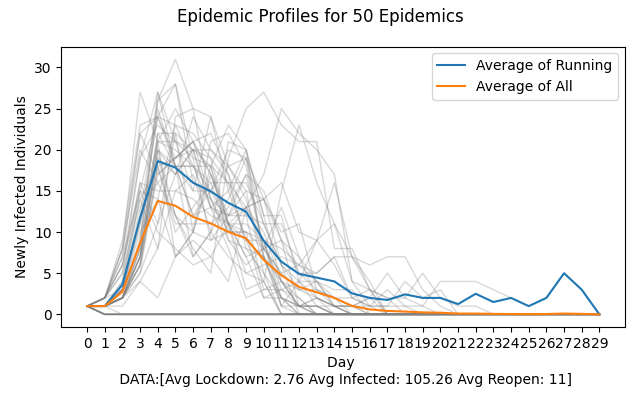 Epidemic Profiles for 50 Epidemics
Average of Running
Average of All
Newly Infected Individuals
30
25
20
15
10
5
0
0 1 2 3 4 5 6 7 8 9 10 11 12 13 14 15 16 17 18 19 20 21 22 23 24 25 26 27 28 29
Day
DATA:[Avg Lockdown: 2.76 Avg Infected: 105.26 Avg Reopen: 11]